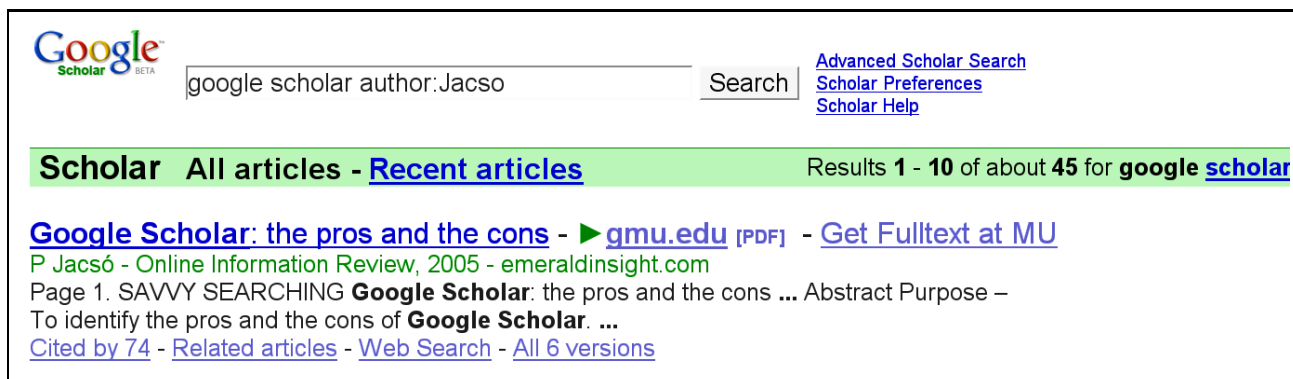 Google™
Scholar BETA
google scholar author:Jacso
Search
Advanced Scholar Search
Scholar Preferences
Scholar Help
Scholar All articles - Recent articles Results 1 - 10 of about 45 for google scholar
Google Scholar: the pros and the cons - ►gmu.edu [PDF] - Get Fulltext at MU
P Jacsó - Online Information Review, 2005 - emeraldinsight.com
Page 1. SAVVY SEARCHING Google Scholar: the pros and the cons ... Abstract Purpose –
To identify the pros and the cons of Google Scholar. ...
Cited by 74 - Related articles - Web Search - All 6 versions